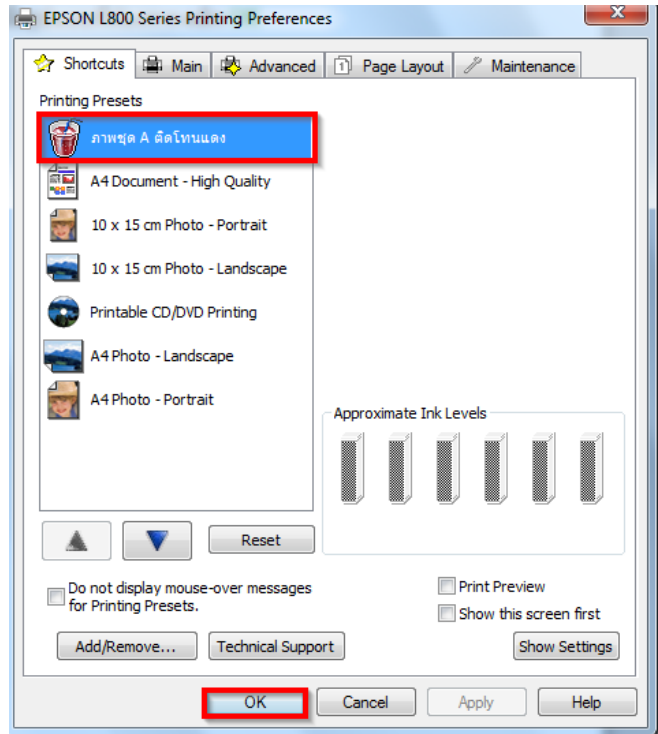 EPSON L800 Series Printing Preferences
Shortcuts
Main
Advanced
1
Page Layout
Maintenance
Printing Presets
ภาพชุด A ติดโทนแดง
A4 Document - High Quality
10 x 15 cm Photo - Portrait
10 x 15 cm Photo - Landscape
Printable CD/DVD Printing
A4 Photo - Landscape
A4 Photo - Portrait
Approximate Ink Levels
Reset
Do not display mouse-over messages
for Printing Presets.
Print Preview
Show this screen first
Add/Remove...
Technical Support
Show Settings
OK
Cancel
Apply
Help